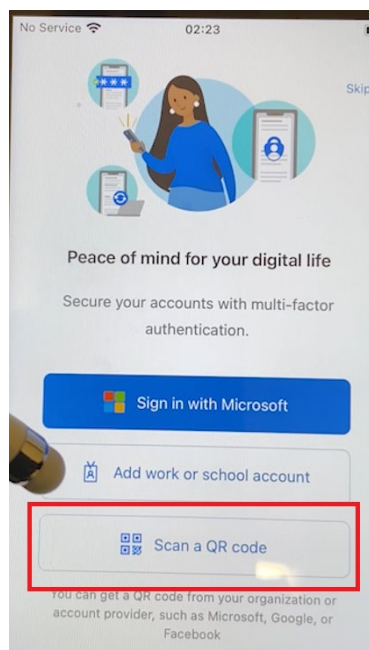 No Service 02:23
Skip
Peace of mind for your digital life
Secure your accounts with multi-factor
authentication.
Sign in with Microsoft
Add work or school account
Scan a QR code
You can get a QR code from your organization or
account provider, such as Microsoft, Google, or
Facebook